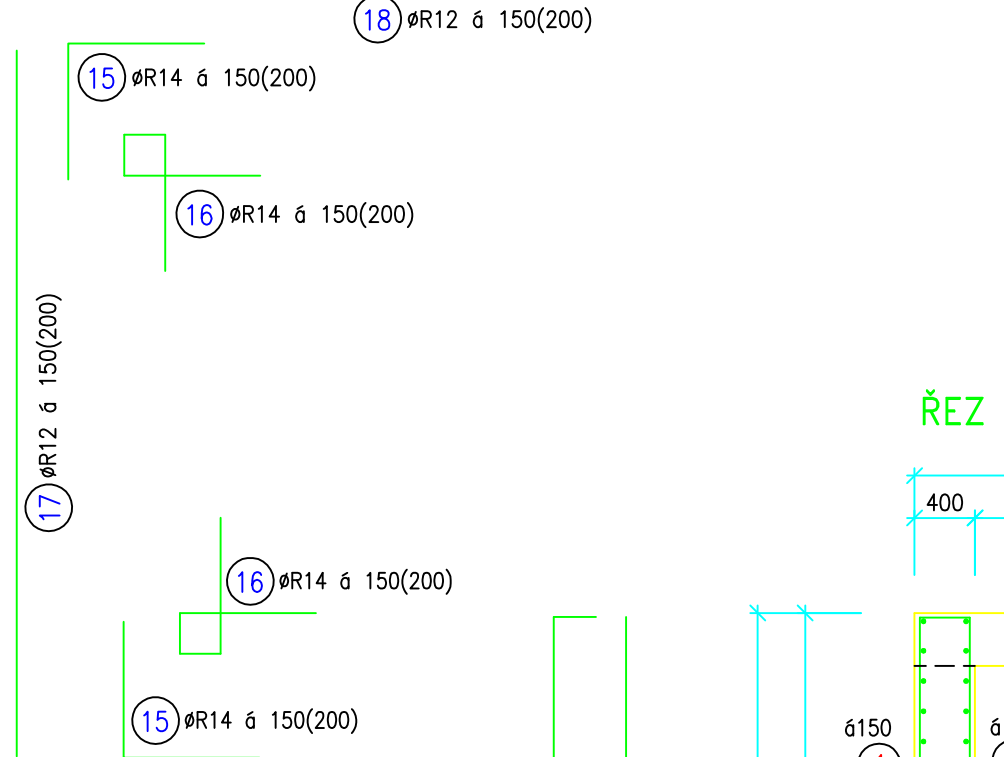 18 øR12 á 150(200)
15 øR14 á 150(200)
16 øR14 á 150(200)
17 øR12 á 150(200)
ŘEZ
400
16 øR14 á 150(200)
15 øR14 á 150(200)
á150
á